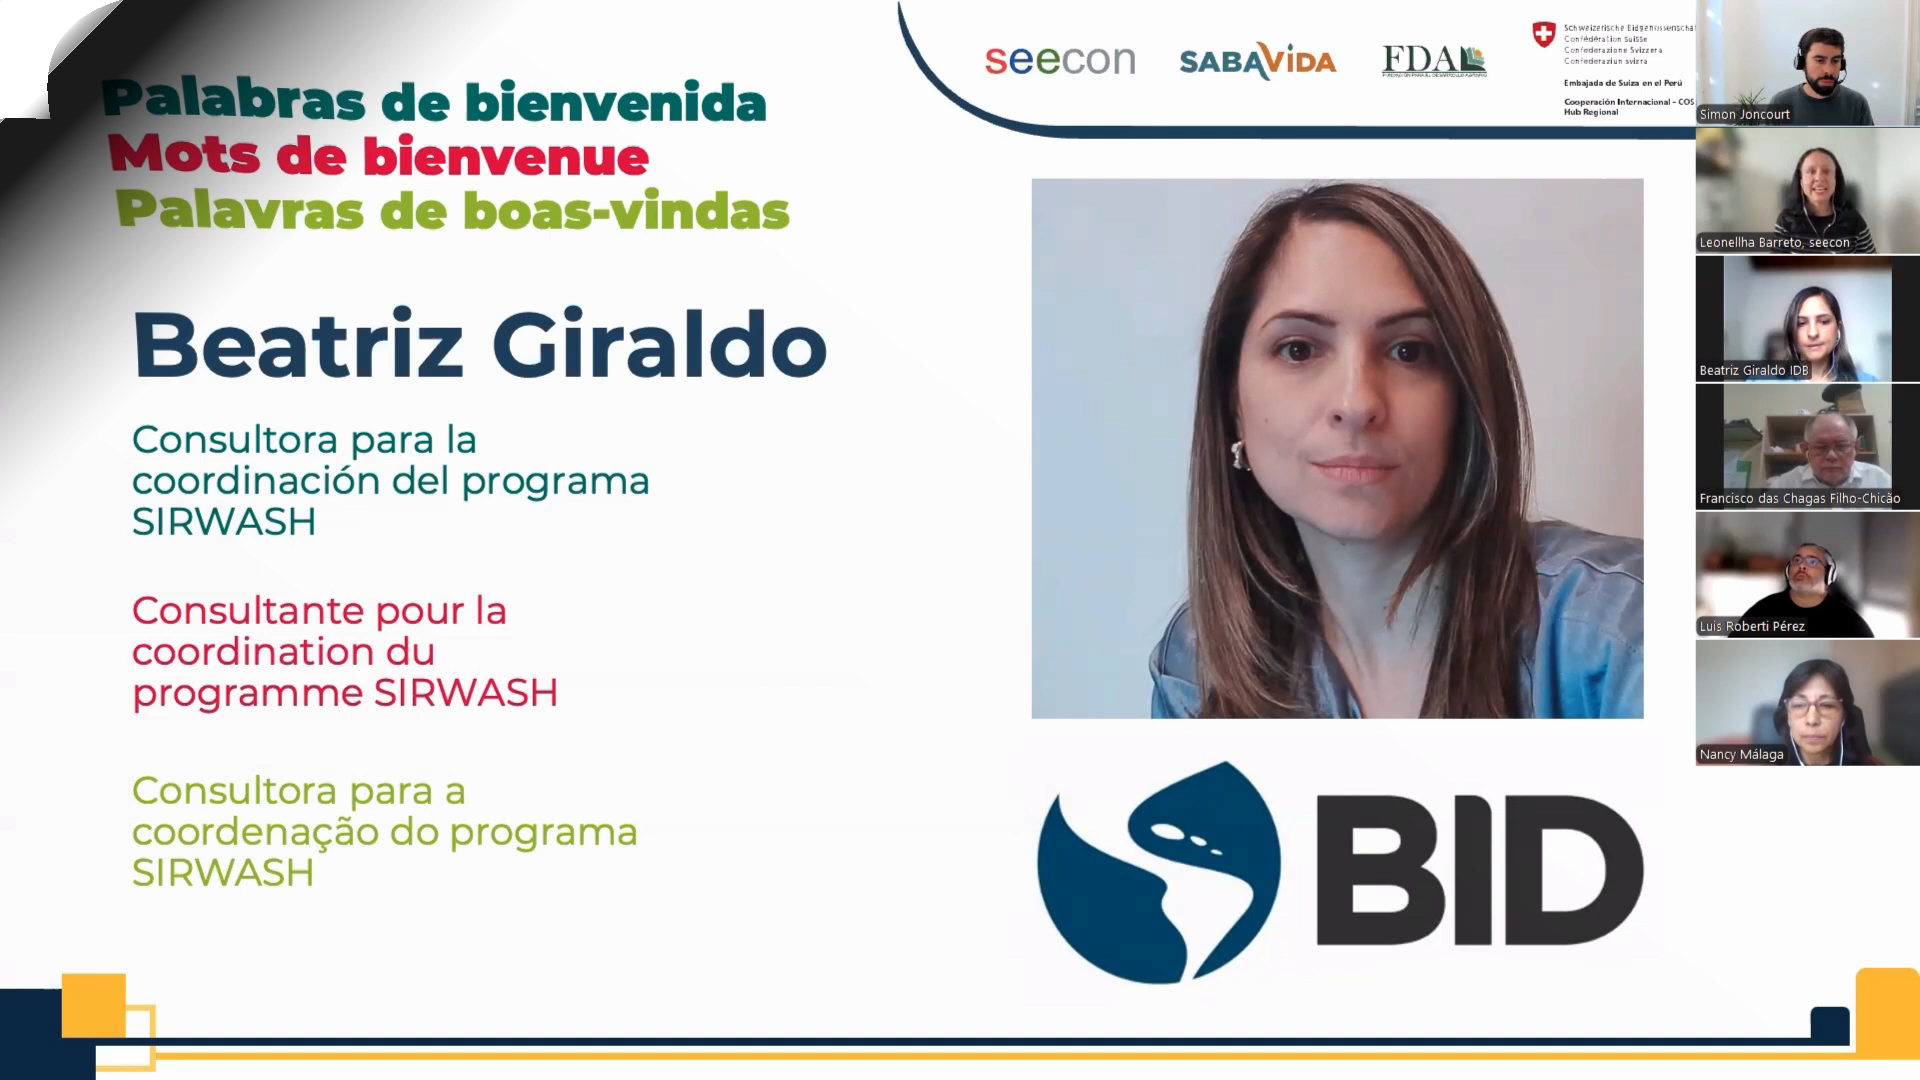 Palabras de bienvenida
Mots de bienvenue
Palavras de boas-vindas
Beatriz Giraldo
Consultora para la
coordinación del programa
SIRWASH
Consultante pour la
coordination du
programme SIRWASH
Consultora para a
coordenação do programa
SIRWASH
seecon
SABAVIDA
FDAL
Confédération Suisse
Confederazione Svizzera
Confederaziun svizra
Embajada de Suiza en el Perú
Cooperación Internacional - COS
Hub Regional
BID
Simon Joncourt
Leonellha Barreto, seecon
Beatriz Giraldo IDB
Francisco das Chagas Filho-Chicão
Luis Roberti Pérez
Nancy Málaga